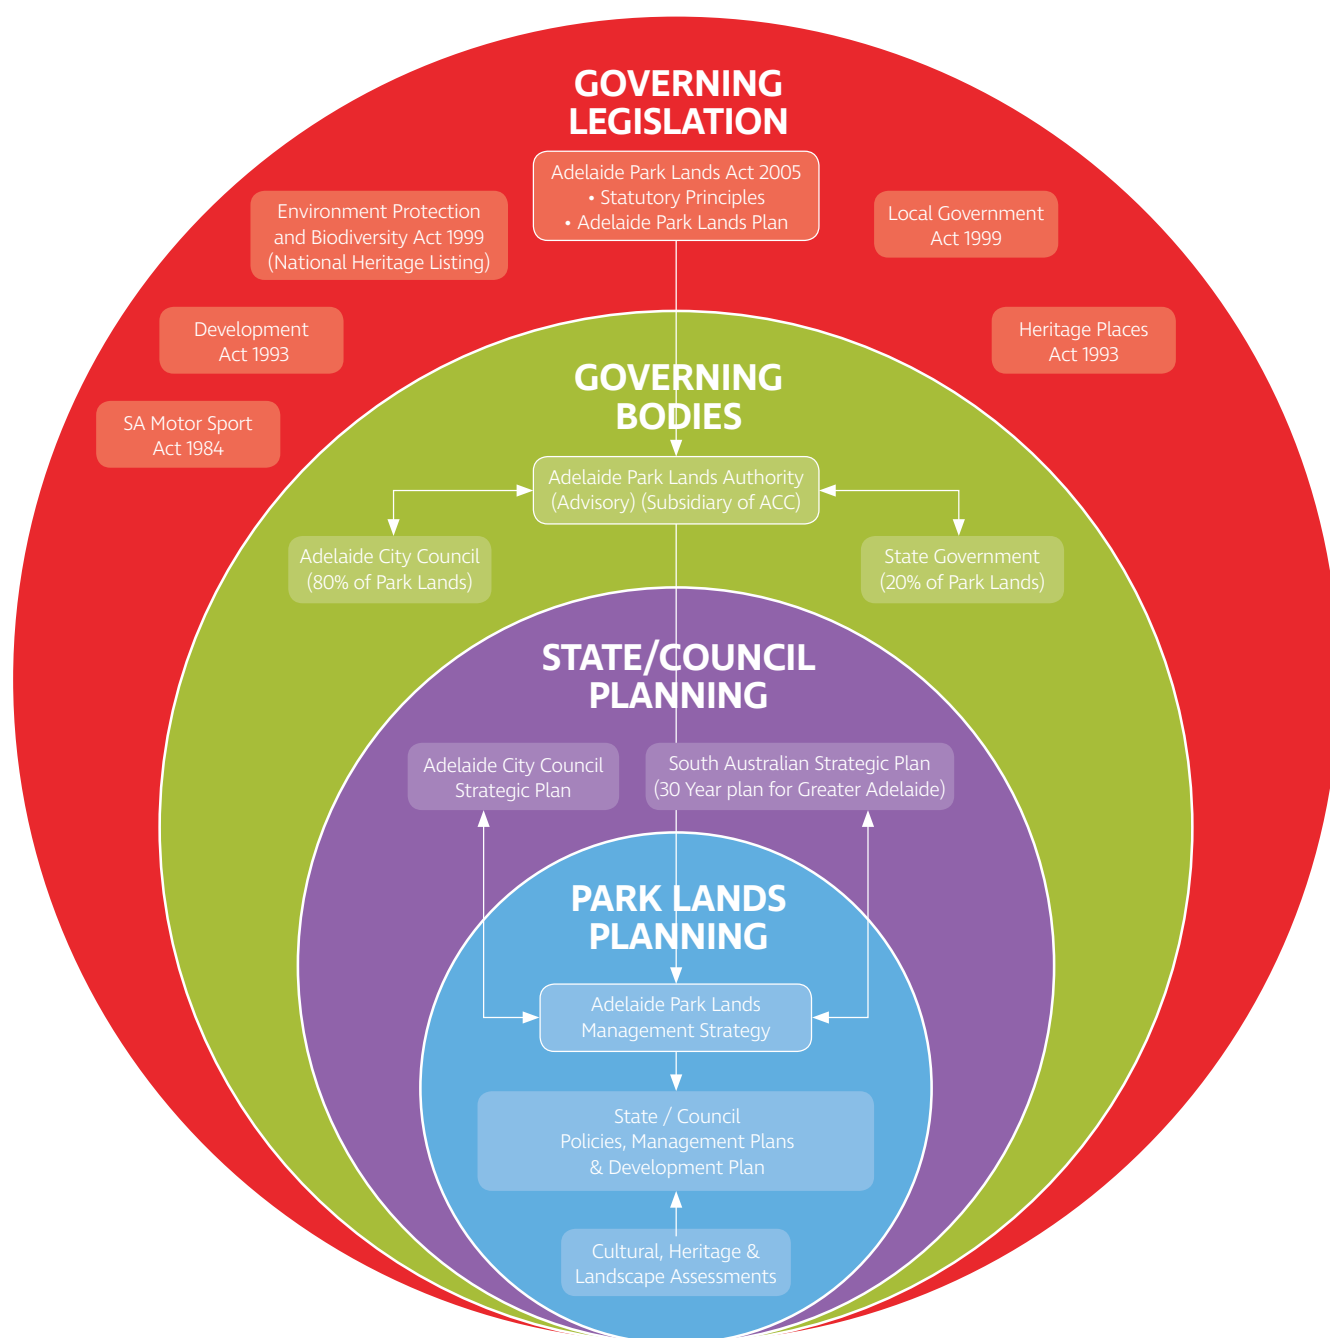 GOVERNING
LEGISLATION
Adelaide Park Lands Act 2005
• Statutory Principles
• Adelaide Park Lands Plan
Environment Protection
and Biodiversity Act 1999
(National Heritage Listing)
Local Government
Act 1999
Development
Act 1993
Heritage Places
Act 1993
SA Motor Sport
Act 1984
GOVERNING
BODIES
Adelaide Park Lands Authority
(Advisory) (Subsidiary of ACC)
Adelaide City Council
(80% of Park Lands)
State Government
(20% of Park Lands)
STATE/COUNCIL
PLANNING
Adelaide City Council
Strategic Plan
South Australian Strategic Plan
(30 Year plan for Greater Adelaide)
PARK LANDS
PLANNING
Adelaide Park Lands
Management Strategy
State / Council
Policies, Management Plans
& Development Plan
Cultural, Heritage &
Landscape Assessments